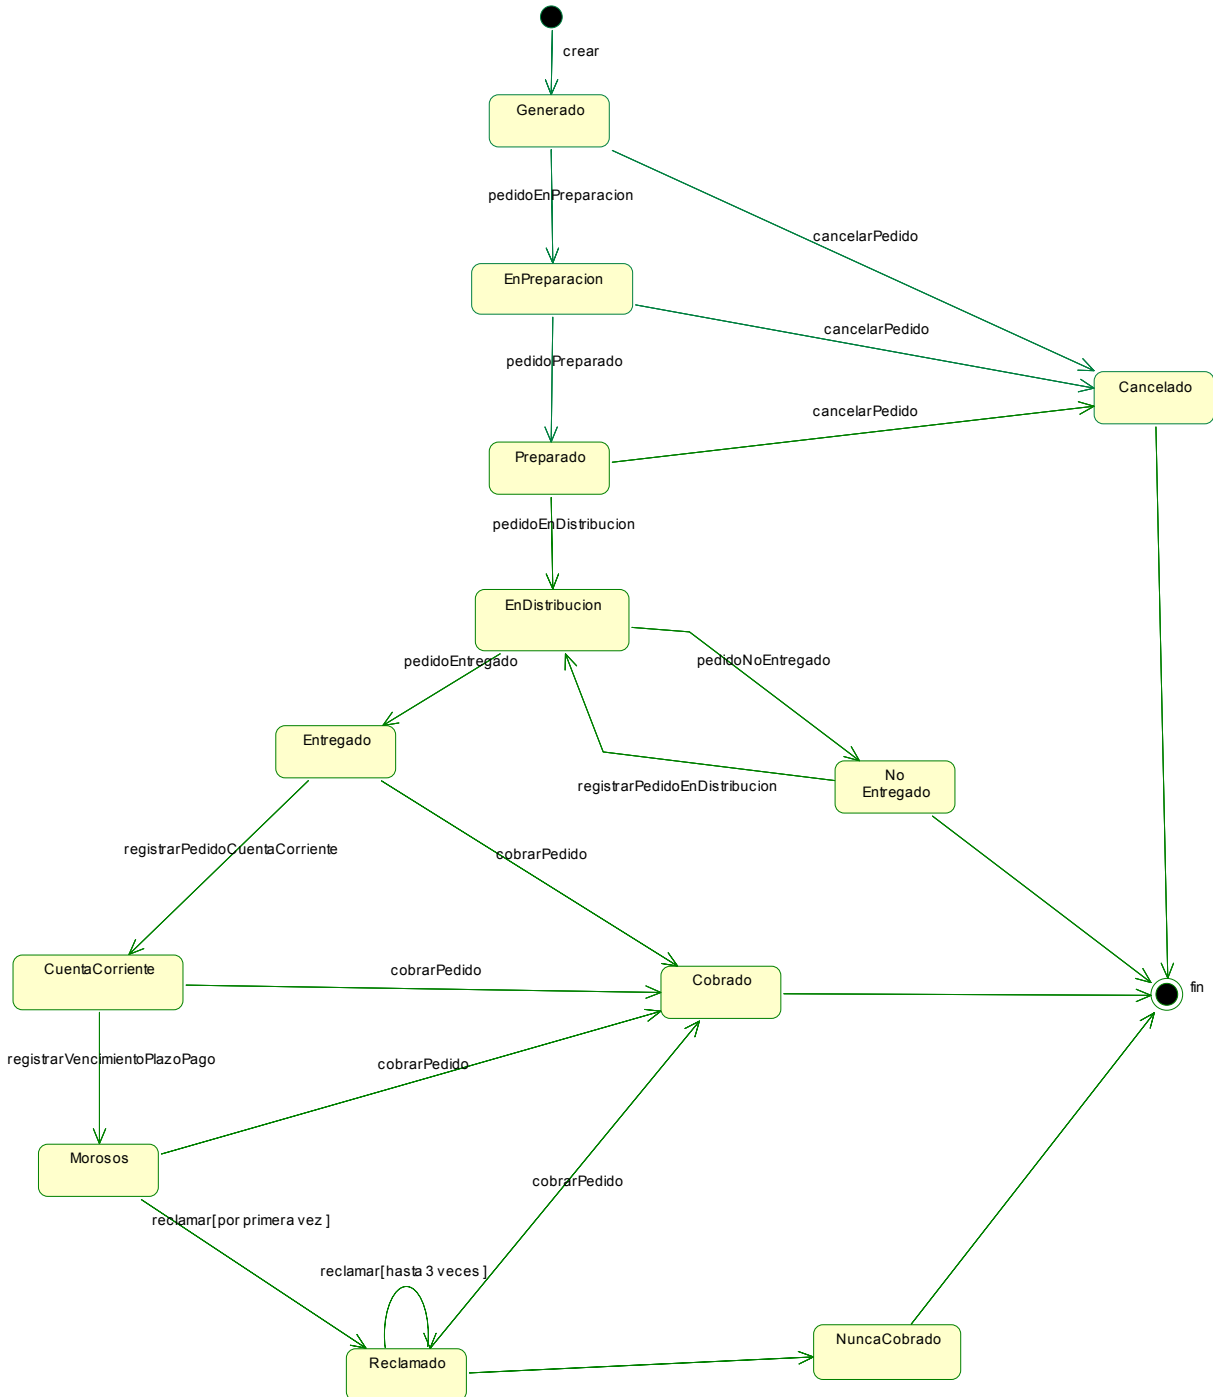 crear
Generado
pedidoEnPreparacion
cancelarPedido
EnPreparacion
cancelarPedido
pedidoPreparado
Cancelado
cancelarPedido
Preparado
pedidoEnDistribucion
EnDistribucion
pedidoEntregado
pedidoNoEntregado
Entregado
No
Entregado
registrarPedidoEnDistribucion
registrarPedidoCuentaCorriente
cobrarPedido
CuentaCorriente
cobrarPedido
Cobrado
fin
registrarVencimientoPlazoPago
cobrarPedido
Morosos
cobrarPedido
reclamar[ por primera vez ]
reclamar[ hasta 3 veces ]
NuncaCobrado
Reclamado